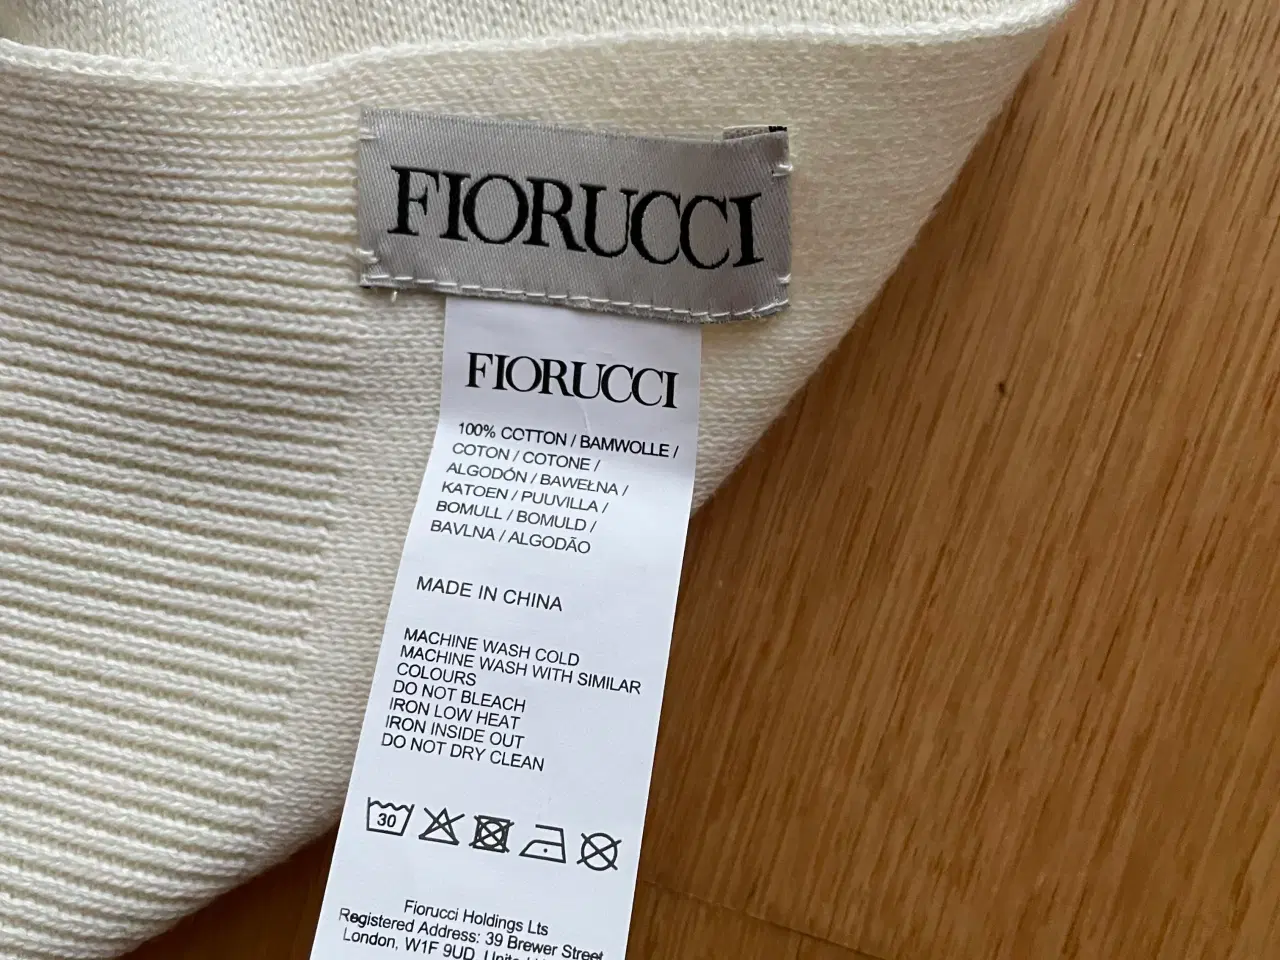 FIORUCCI
FIORUCCI
100% COTTON / BAMWOLLE /
COTON / COTONE /
ALGODÓN / BAWEŁNA /
KATOEN / PUUVILLA /
BOMULL / BOMULD /
BAVLNA / ALGODÃO
MADE IN CHINA
MACHINE WASH COLD
MACHINE WASH WITH SIMILAR
COLOURS
DO NOT BLEACH
IRON LOW HEAT
IRON INSIDE OUT
DO NOT DRY CLEAN
30
Fiorucci Holdings Lts
Registered Address: 39 Brewer Street
London, W1F 9UD